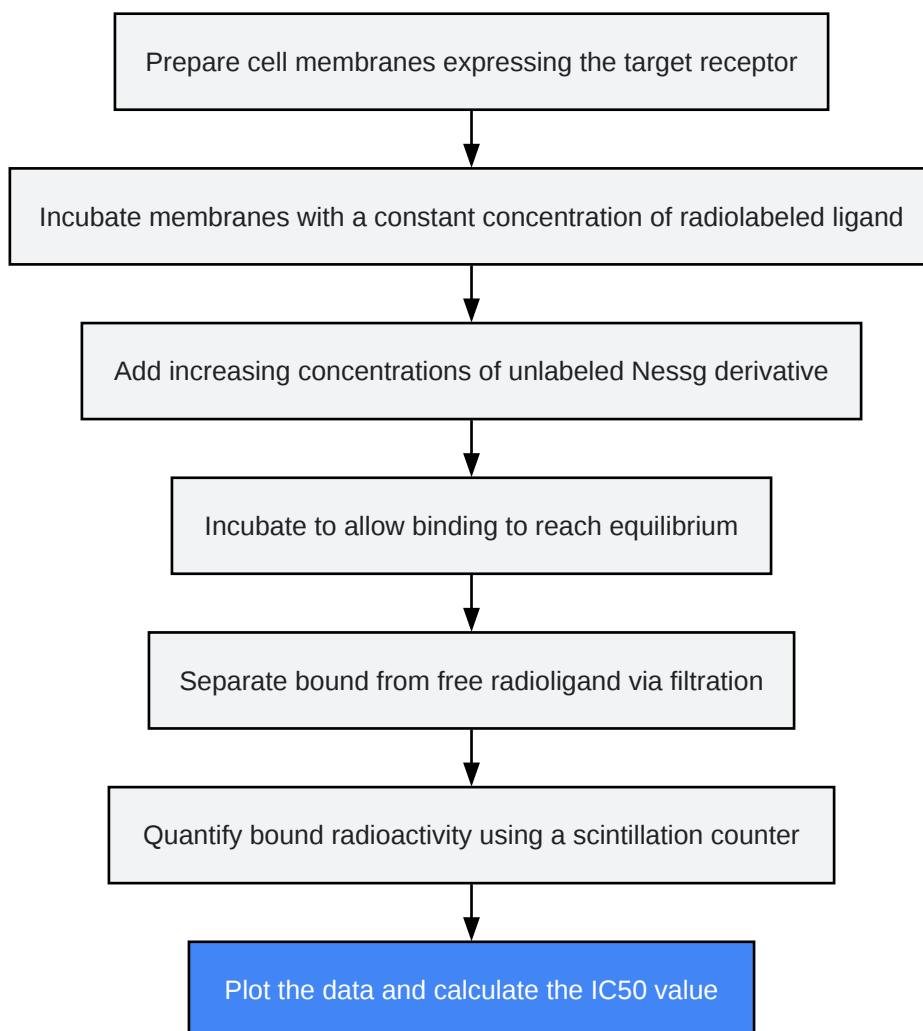 Prepare cell membranes expressing the target receptor
Incubate membranes with a constant concentration of radiolabeled ligand
Add increasing concentrations of unlabeled Nessg derivative
Incubate to allow binding to reach equilibrium
Separate bound from free radioligand via filtration
Quantify bound radioactivity using a scintillation counter
Plot the data and calculate the IC50 value